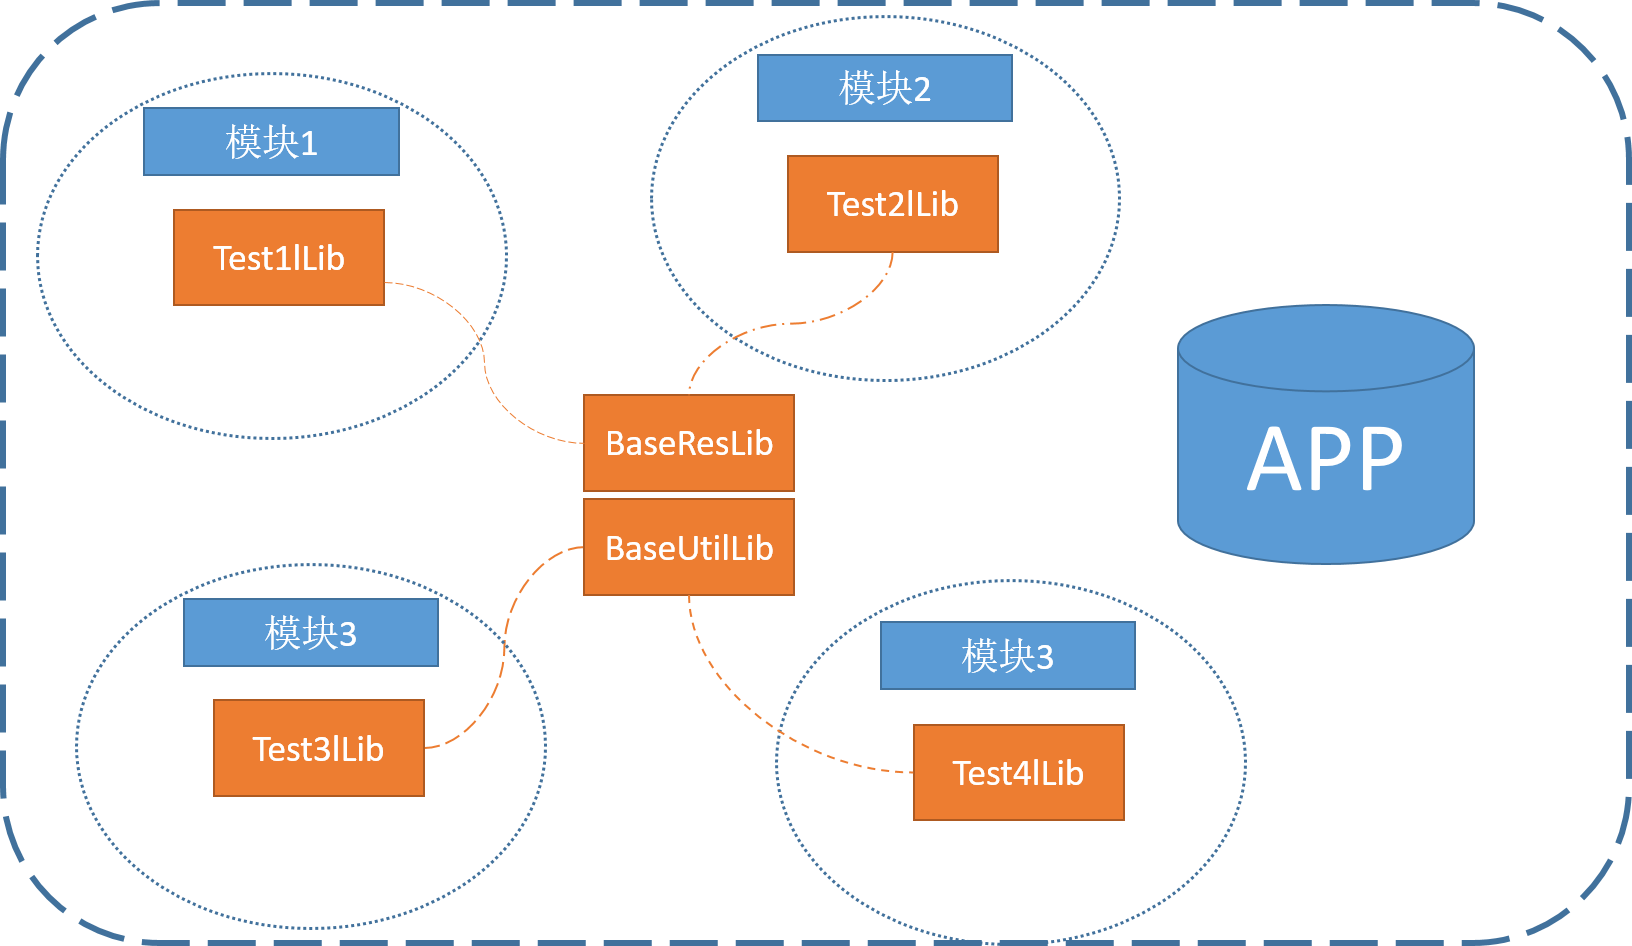 模块1
Test1lLib
模块2
Test2lLib
BaseResLib
BaseUtilLib
APP
模块3
Test3lLib
模块3
Test4lLib